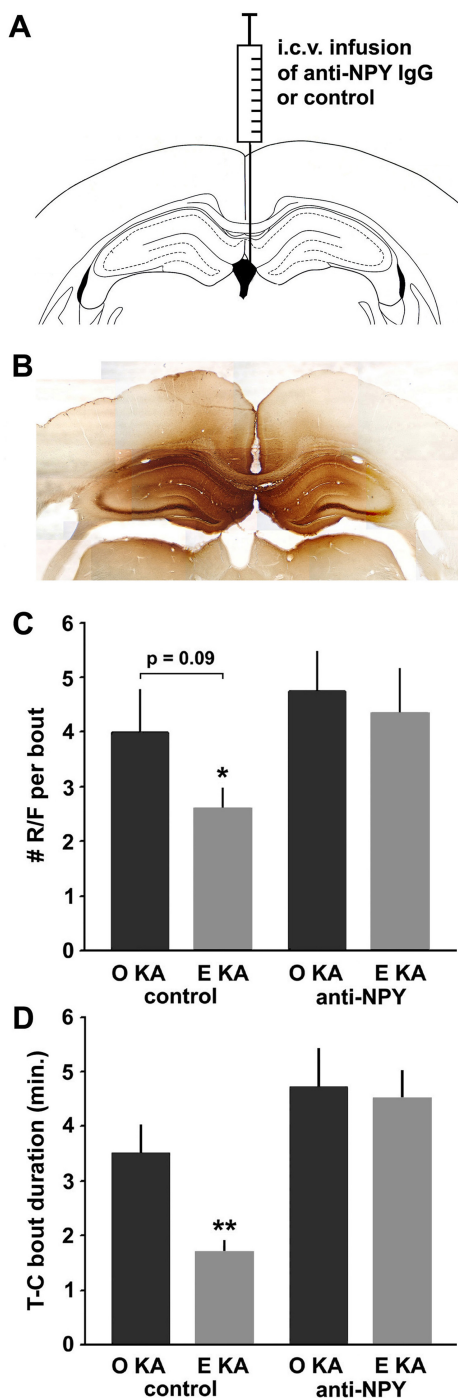 A
i.c.v. infusion
of anti-NPY IgG
or control
B
C
6
5
4
3
2
1
0
# R/F per bout
p = 0.09
*
O KA E KA O KA E KA
control anti-NPY
D
6
5
4
3
2
1
0
T-C bout duration (min.)
**
O KA E KA O KA E KA
control anti-NPY